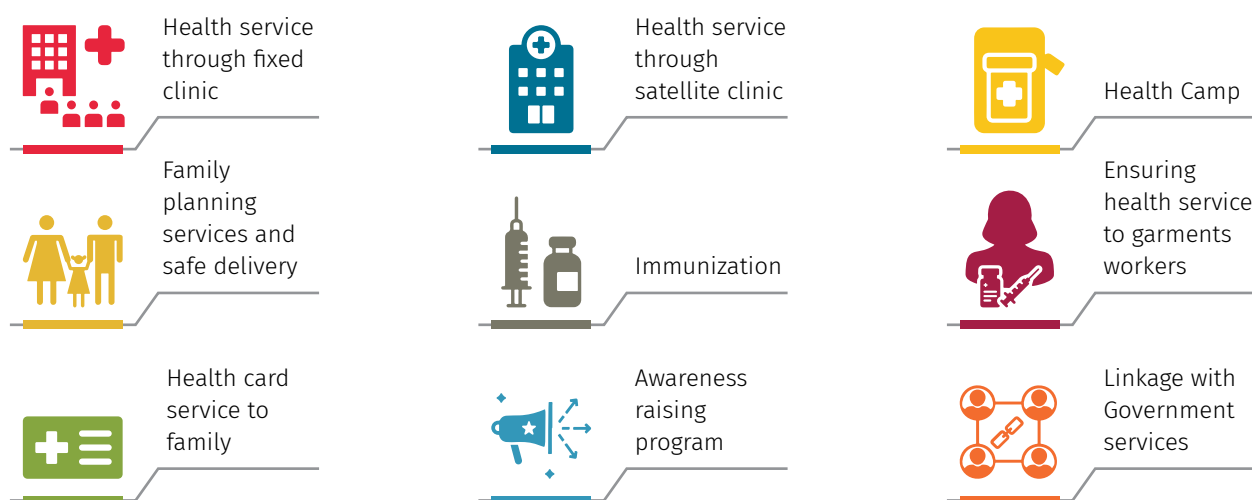 Health service
through fixed
clinic
Health service
through
satellite clinic
Health Camp
Family
planning
services and
safe delivery
Immunization
Ensuring
health service
to garments
workers
Health card
service to
family
Awareness
raising
program
Linkage with
Government
services